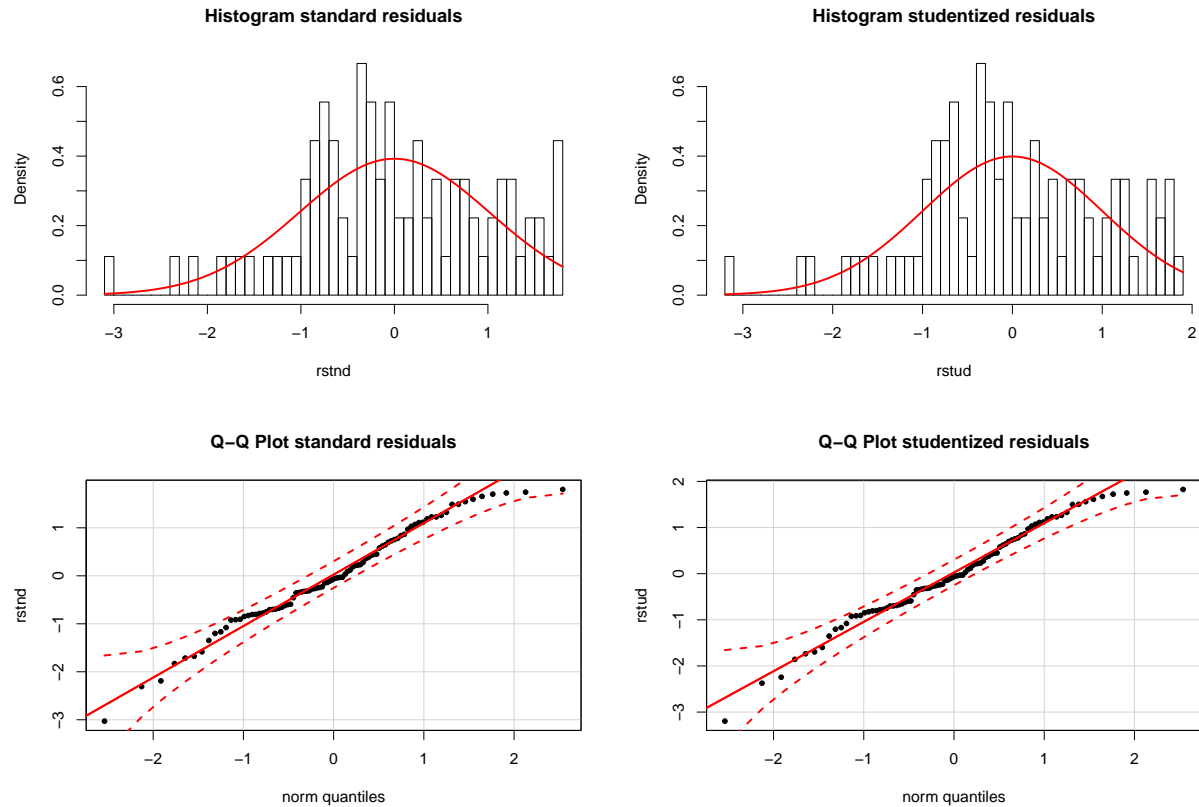 Histogram standard residuals
Density
0.0 0.2 0.4 0.6
−3 −2 −1 0 1
rstnd
Histogram studentized residuals
Density
0.0 0.2 0.4 0.6
−3 −2 −1 0 1 2
rstud
Q−Q Plot standard residuals
rstnd
−3 −2 −1 0 1
−2 −1 0 1 2
norm quantiles
Q−Q Plot studentized residuals
rstud
−3 −2 −1 0 1 2
−2 −1 0 1 2
norm quantiles